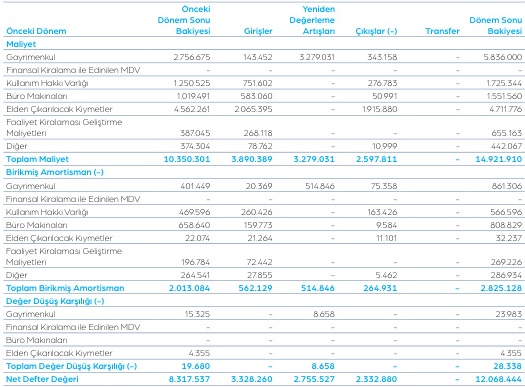 Önceki Dönem | Önceki Dönem Sonu Bakiyesi | Girişler | Yeniden Değerleme Artışları | Çıkışlar (–) | Transfer | Dönem Sonu Bakiyesi
Maliyet
Gayrimenkul 2.756.675 143.452 3.279.031 343.158 – 5.836.000
Finansal Kiralama ile Edinilen MDV – – – – – –
Kullanım Hakkı Varlığı 1.250.525 751.602 – 276.783 – 1.725.344
Büro Makinaları 1.019.491 583.060 – 50.991 – 1.551.560
Elden Çıkarılacak Kıymetler 4.562.261 2.065.395 – 1.915.880 – 4.711.776
Faaliyet Kiralaması Geliştirme
Maliyetleri 387.045 268.118 – – – 655.163
Diğer 374.304 78.762 – 10.999 – 442.067
Toplam Maliyet 10.350.301 3.890.389 3.279.031 2.597.811 – 14.921.910
Birikmiş Amortisman (–)
Gayrimenkul 401.449 20.369 514.846 75.358 – 861.306
Finansal Kiralama ile Edinilen MDV – – – – – –
Kullanım Hakkı Varlığı 469.596 260.426 – 163.426 – 566.596
Büro Makinaları 658.640 159.773 – 9.584 – 808.829
Elden Çıkarılacak Kıymetler 22.074 21.264 – 11.101 – 32.237
Faaliyet Kiralaması Geliştirme
Maliyetleri 196.784 72.442 – – – 269.226
Diğer 264.541 27.855 – 5.462 – 286.934
Toplam Birikmiş Amortisman 2.013.084 562.129 514.846 264.931 – 2.825.128
Değer Düşüş Karşılığı (–)
Gayrimenkul 15.325 – 8.658 – – 23.983
Finansal Kiralama ile Edinilen MDV – – – – – –
Büro Makinaları – – – – – –
Elden Çıkarılacak Kıymetler 4.355 – – – – 4.355
Toplam Değer Düşüş Karşılığı (–) 19.680 – 8.658 – – 28.338
Net Defter Değeri 8.317.537 3.328.260 2.755.527 2.332.880 – 12.068.444